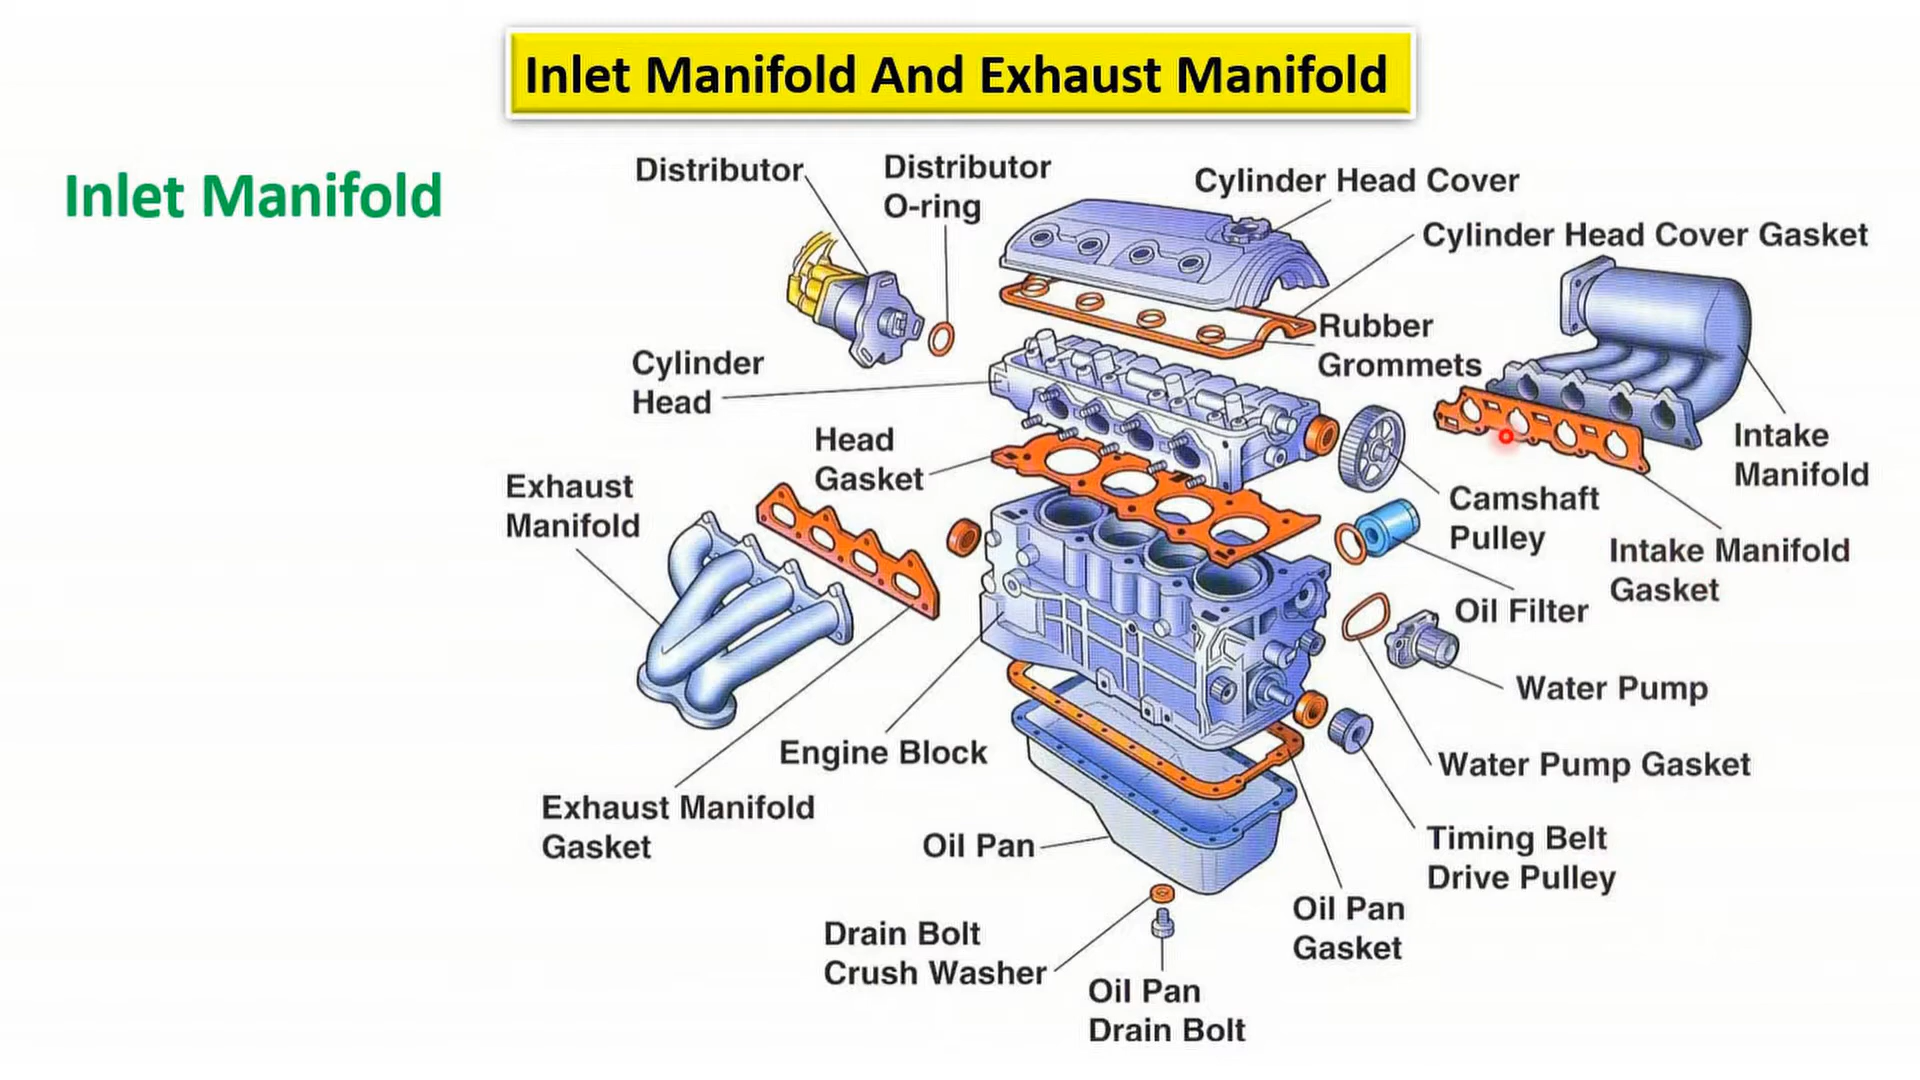 Inlet Manifold And Exhaust Manifold
Inlet Manifold
Distributor
Distributor
O-ring
Cylinder Head Cover
Cylinder Head Cover Gasket
Rubber
Grommets
Cylinder
Head
Head
Gasket
Intake
Manifold
Exhaust
Manifold
Camshaft
Pulley
Intake Manifold
Gasket
Oil Filter
Water Pump
Engine Block
Water Pump Gasket
Exhaust Manifold
Gasket
Oil Pan
Timing Belt
Drive Pulley
Oil Pan
Gasket
Drain Bolt
Crush Washer
Oil Pan
Drain Bolt